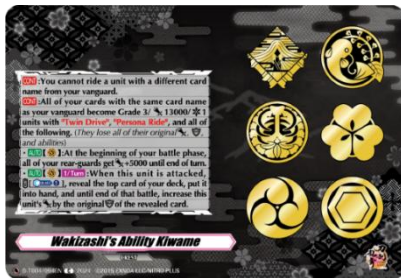 CONT:You cannot ride a unit with a different card
name from your vanguard.
CONT:All of your cards with the same card name
as your vanguard become Grade 3/ 13000/ 1
units with "Twin Drive", "Persona Ride", and all of
the following. (They lose all of their original , ,
and abilities)
・AUTO【 】:At the beginning of battle phase,
all of your rear-guards get +5000 until end of turn.
・AUTO【 】1/Turn:When this unit is attacked,
, reveal the top card of your deck, put it
into hand, and until end of that battle, increase this
unit's by the original of the revealed card.
Wakizashi's Ability Kiwame